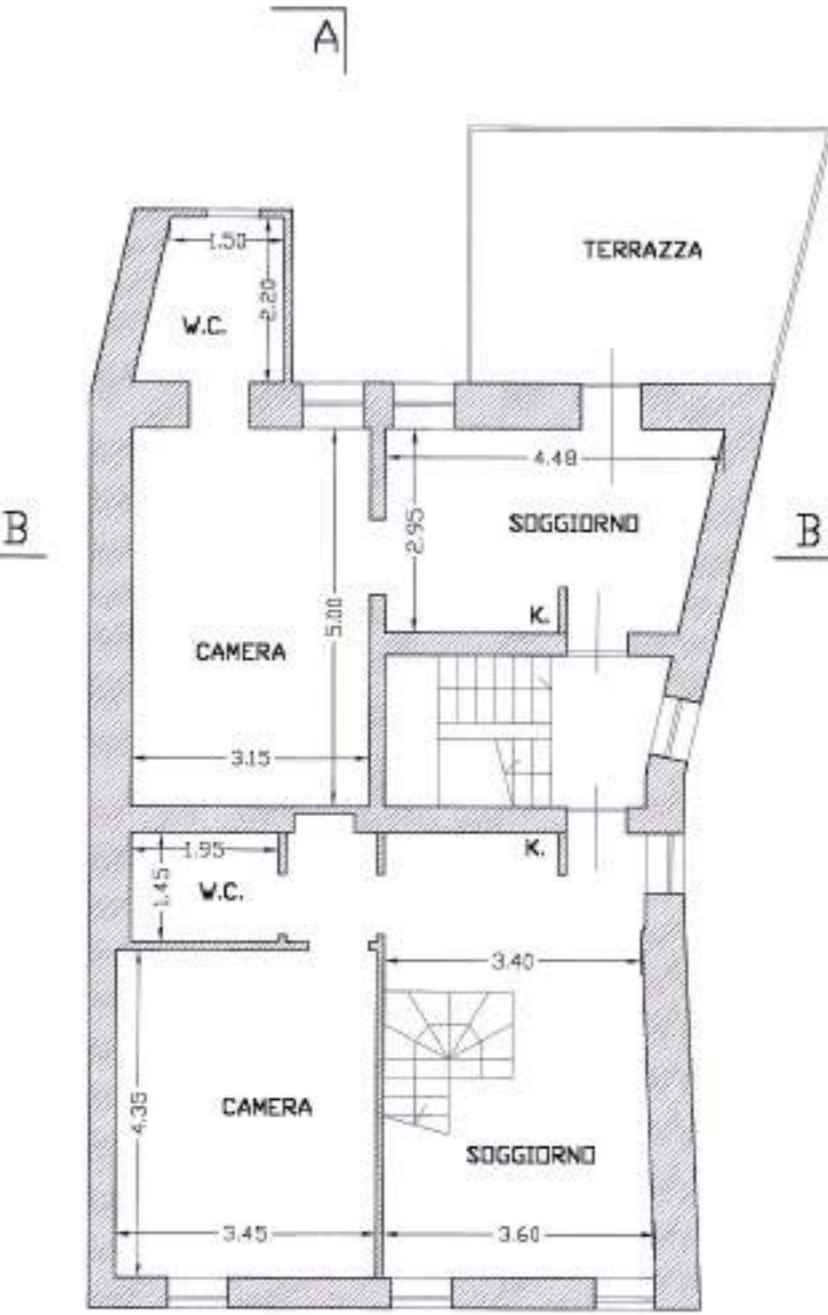 A
TERRAZZA
1.50
2.20
W.C.
4.48
B
2.95
SOGGIORNO
B
K.
5.00
CAMERA
3.15
1.95
K.
1.45
W.C.
3.40
4.35
CAMERA
SOGGIORNO
3.45
3.60